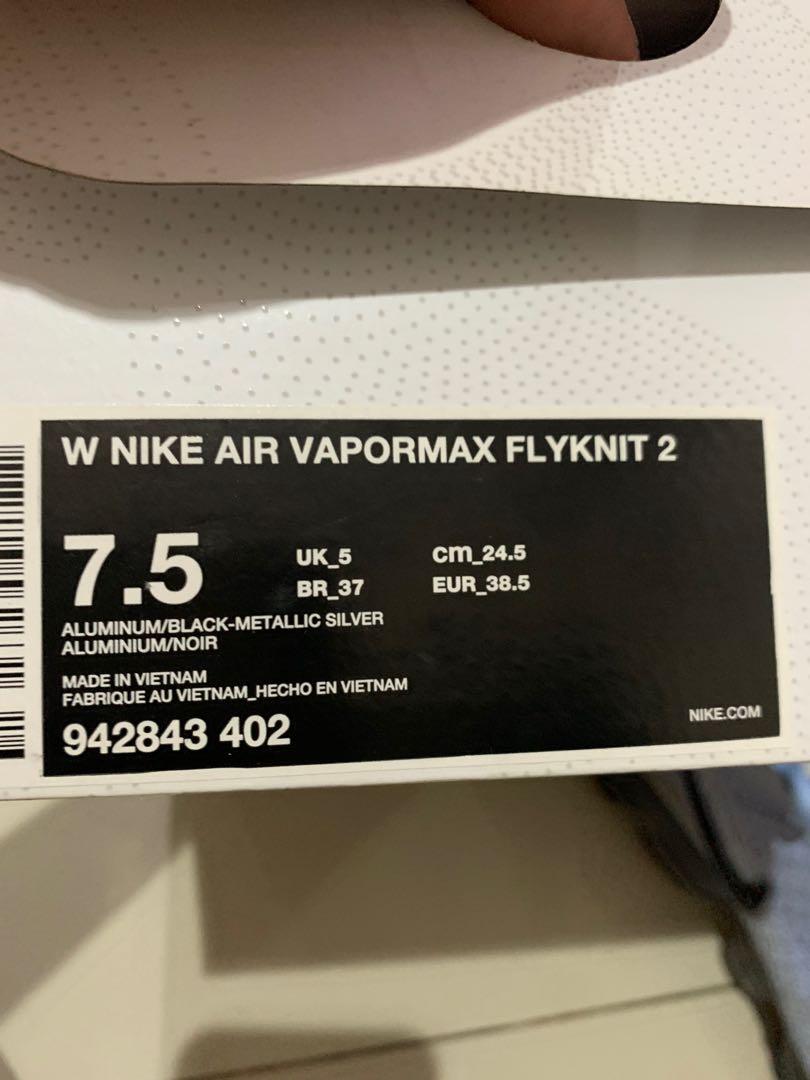 W NIKE AIR VAPORMAX FLYKNIT 2
7.5
UK_5 cm_24.5
BR_37 EUR_38.5
ALUMINUM/BLACK-METALLIC SILVER
ALUMINIUM/NOIR
MADE IN VIETNAM
FABRIQUE AU VIETNAM_HECHO EN VIETNAM
942843 402
NIKE.COM